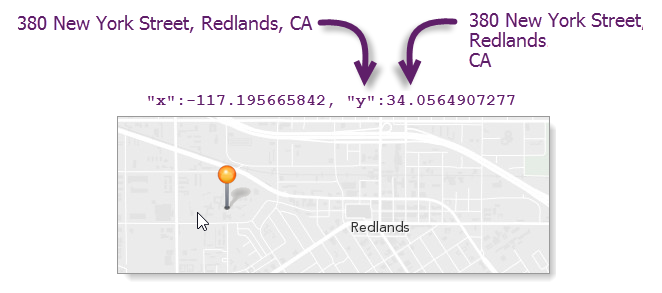 380 New York Street, Redlands, CA
380 New York Street,
Redlands
CA
"x":-117.195665842, "y":34.0564907277
Redlands